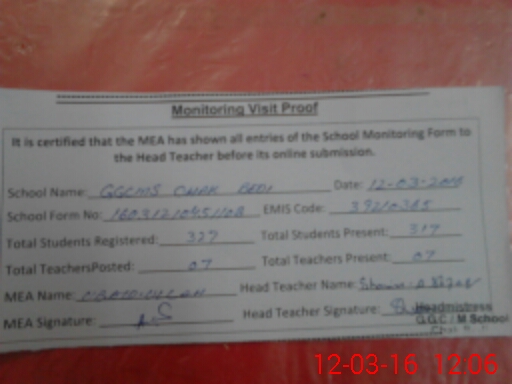 Monitoring Visit Proof
It is certified that the MEA has shown all entries of the School Monitoring Form to
the Head Teacher before its online submission.
School Name: GGCMS CHAK BEDI Date: 12-03-2016
School Form No: EMIS Code:
Total Students Registered: 327 Total Students Present: 317
Total TeachersPosted: 07 Total Teachers Present: 07
MEA Name: Head Teacher Name:
MEA Signature: Head Teacher Signature: Headmistress
G.G.C / M School
12-03-16 12:06